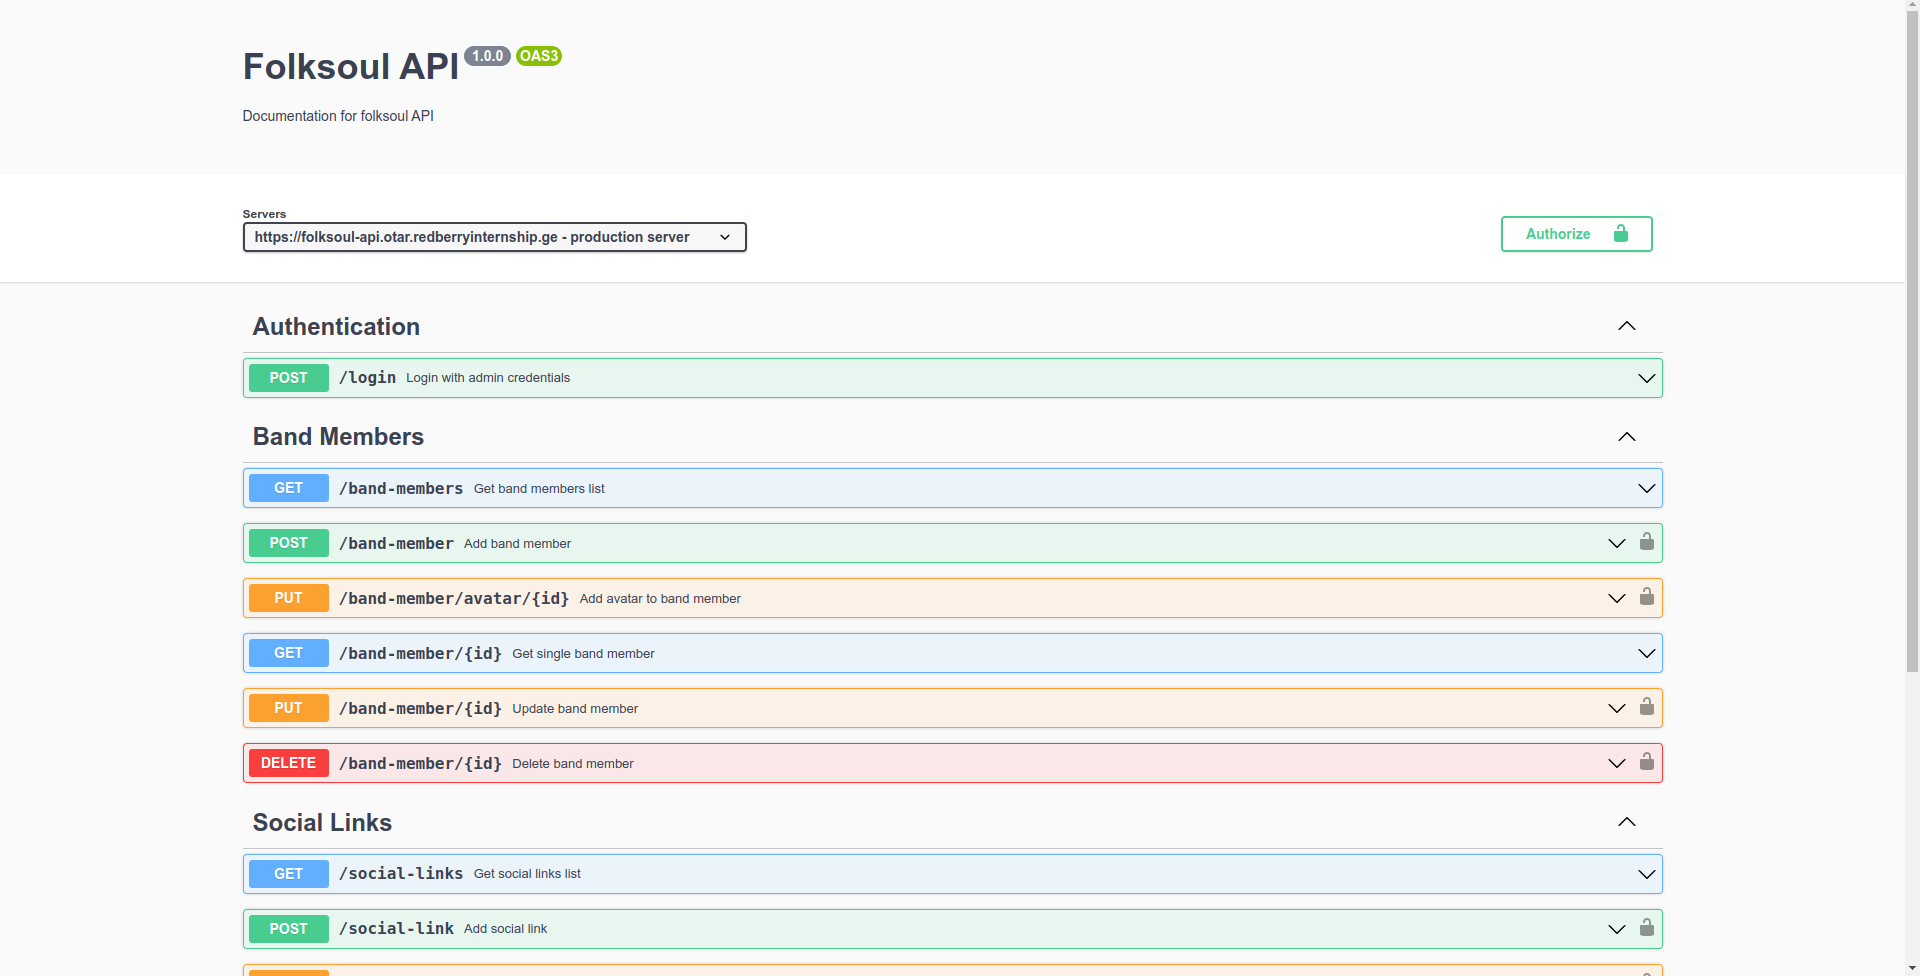 Folksoul API 1.0.0 OAS3
Documentation for folksoul API
Servers
https://folksoul-api.otar.redberryinternship.ge - production server
Authorize
Authentication
POST /login Login with admin credentials
Band Members
GET /band-members Get band members list
POST /band-member Add band member
PUT /band-member/avatar/{id} Add avatar to band member
GET /band-member/{id} Get single band member
PUT /band-member/{id} Update band member
DELETE /band-member/{id} Delete band member
Social Links
GET /social-links Get social links list
POST /social-link Add social link